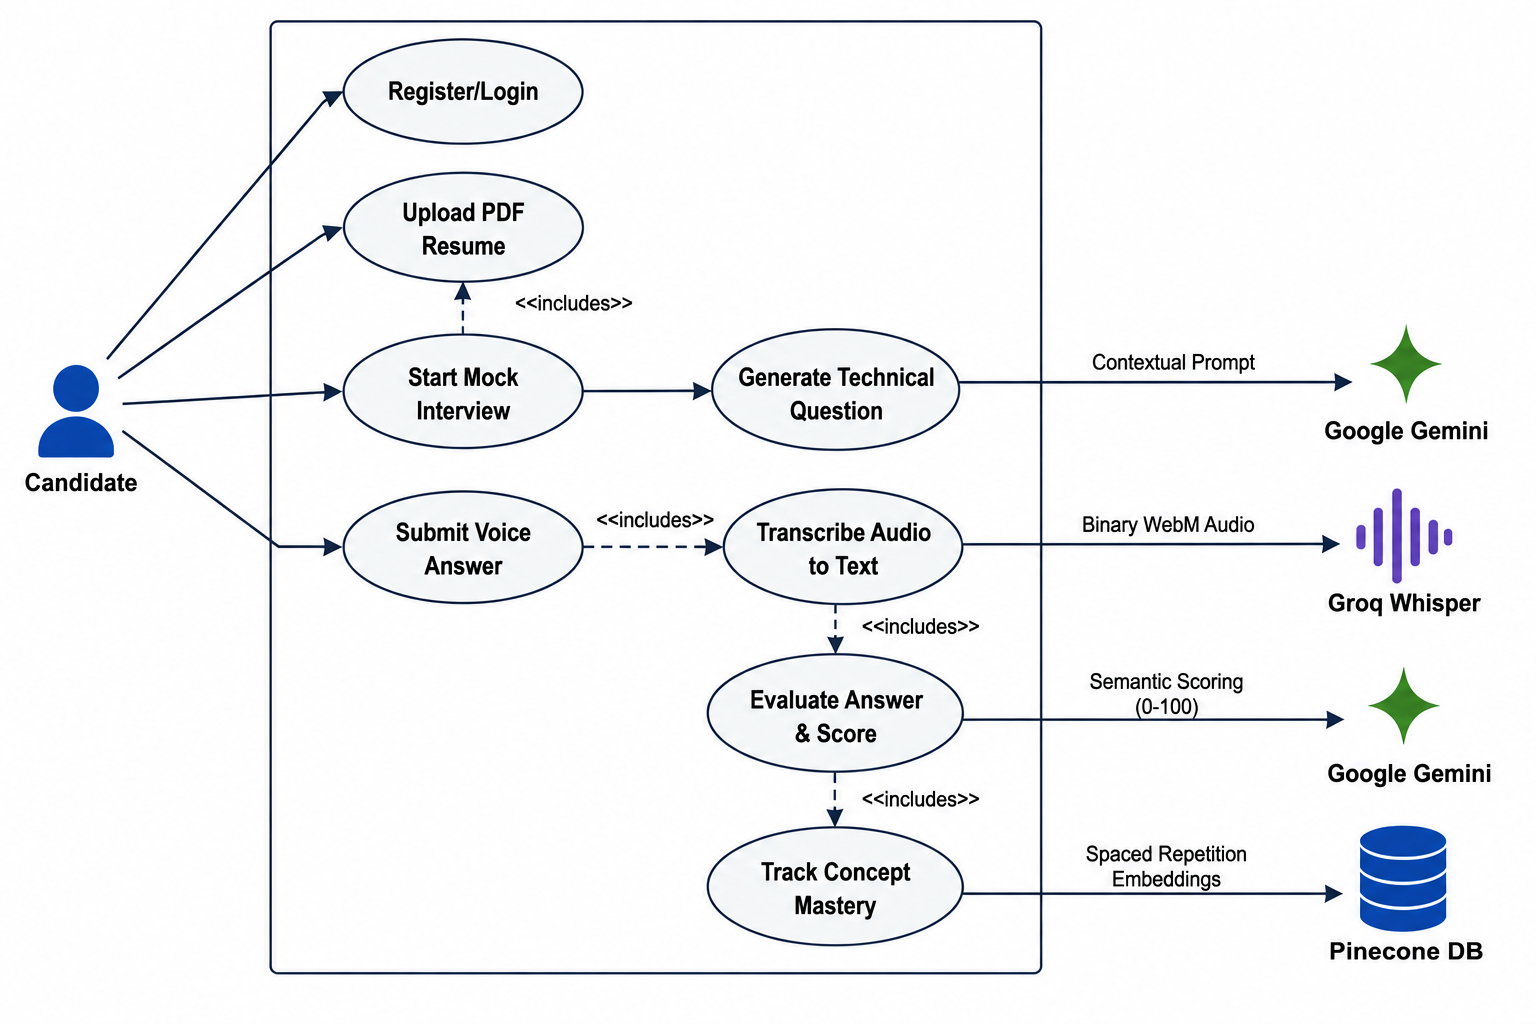 Register/Login
Upload PDF
Resume
<<includes>>
Start Mock
Interview
Generate Technical
Question
Contextual Prompt
Google Gemini
Candidate
Submit Voice
Answer
<<includes>>
Transcribe Audio
to Text
Binary WebM Audio
Groq Whisper
<<includes>>
Evaluate Answer
& Score
Semantic Scoring
(0-100)
Google Gemini
<<includes>>
Track Concept
Mastery
Spaced Repetition
Embeddings
Pinecone DB